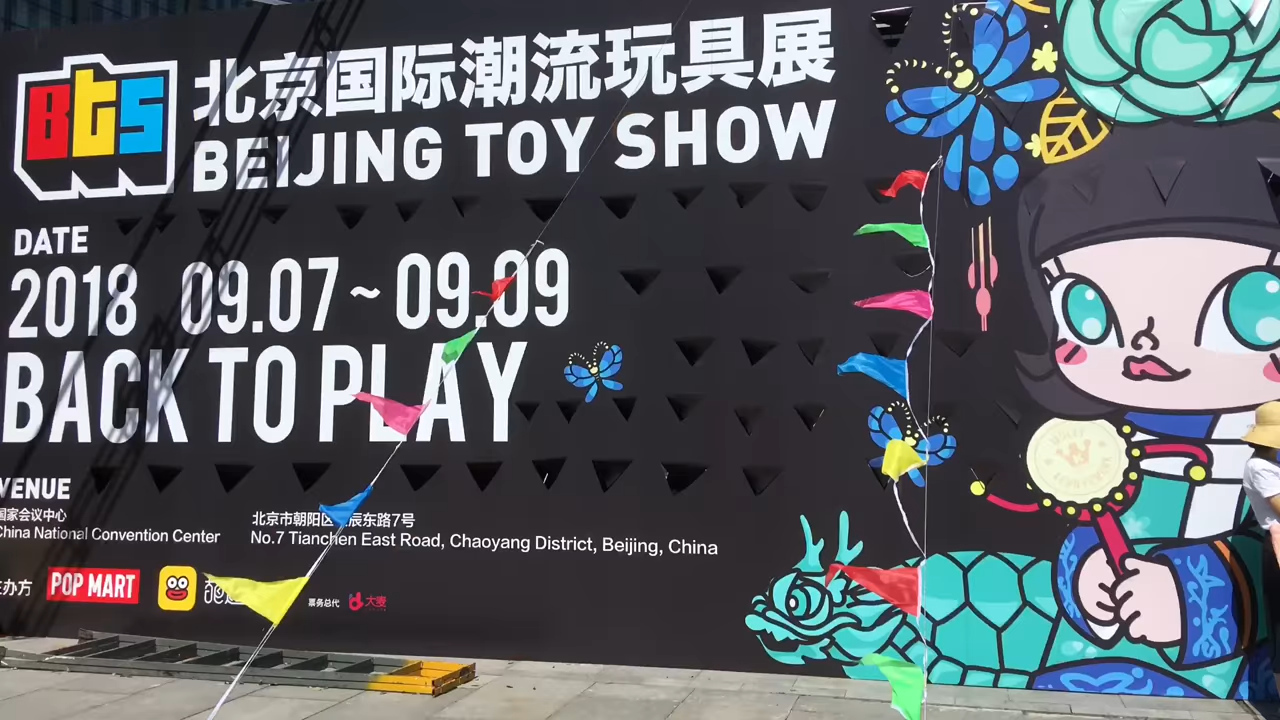 BTS
北京国际潮流玩具展
BEIJING TOY SHOW
DATE
2018 09.07~09.09
BACK TO PLAY
VENUE
国家会议中心
China National Convention Center
北京市朝阳区 辰东路7号
No.7 Tianchen East Road, Chaoyang District, Beijing, China
主办方
POP MART
票务总代
大麦